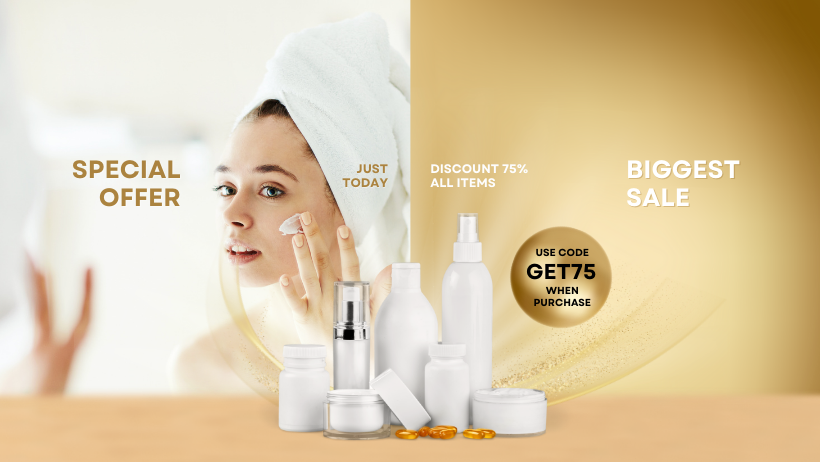 SPECIAL
OFFER
JUST
TODAY
DISCOUNT 75%
ALL ITEMS
BIGGEST
SALE
USE CODE
GET75
WHEN
PURCHASE